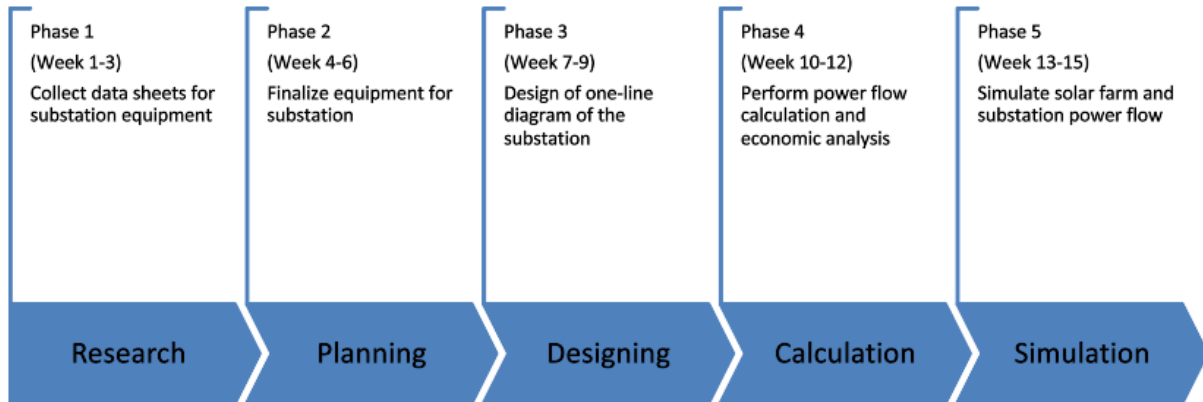 Phase 1
(Week 1-3)
Collect data sheets for
substation equipment
Phase 2
(Week 4-6)
Finalize equipment for
substation
Phase 3
(Week 7-9)
Design of one-line
diagram of the
substation
Phase 4
(Week 10-12)
Perform power flow
calculation and
economic analysis
Phase 5
(Week 13-15)
Simulate solar farm and
substation power flow
Research
Planning
Designing
Calculation
Simulation